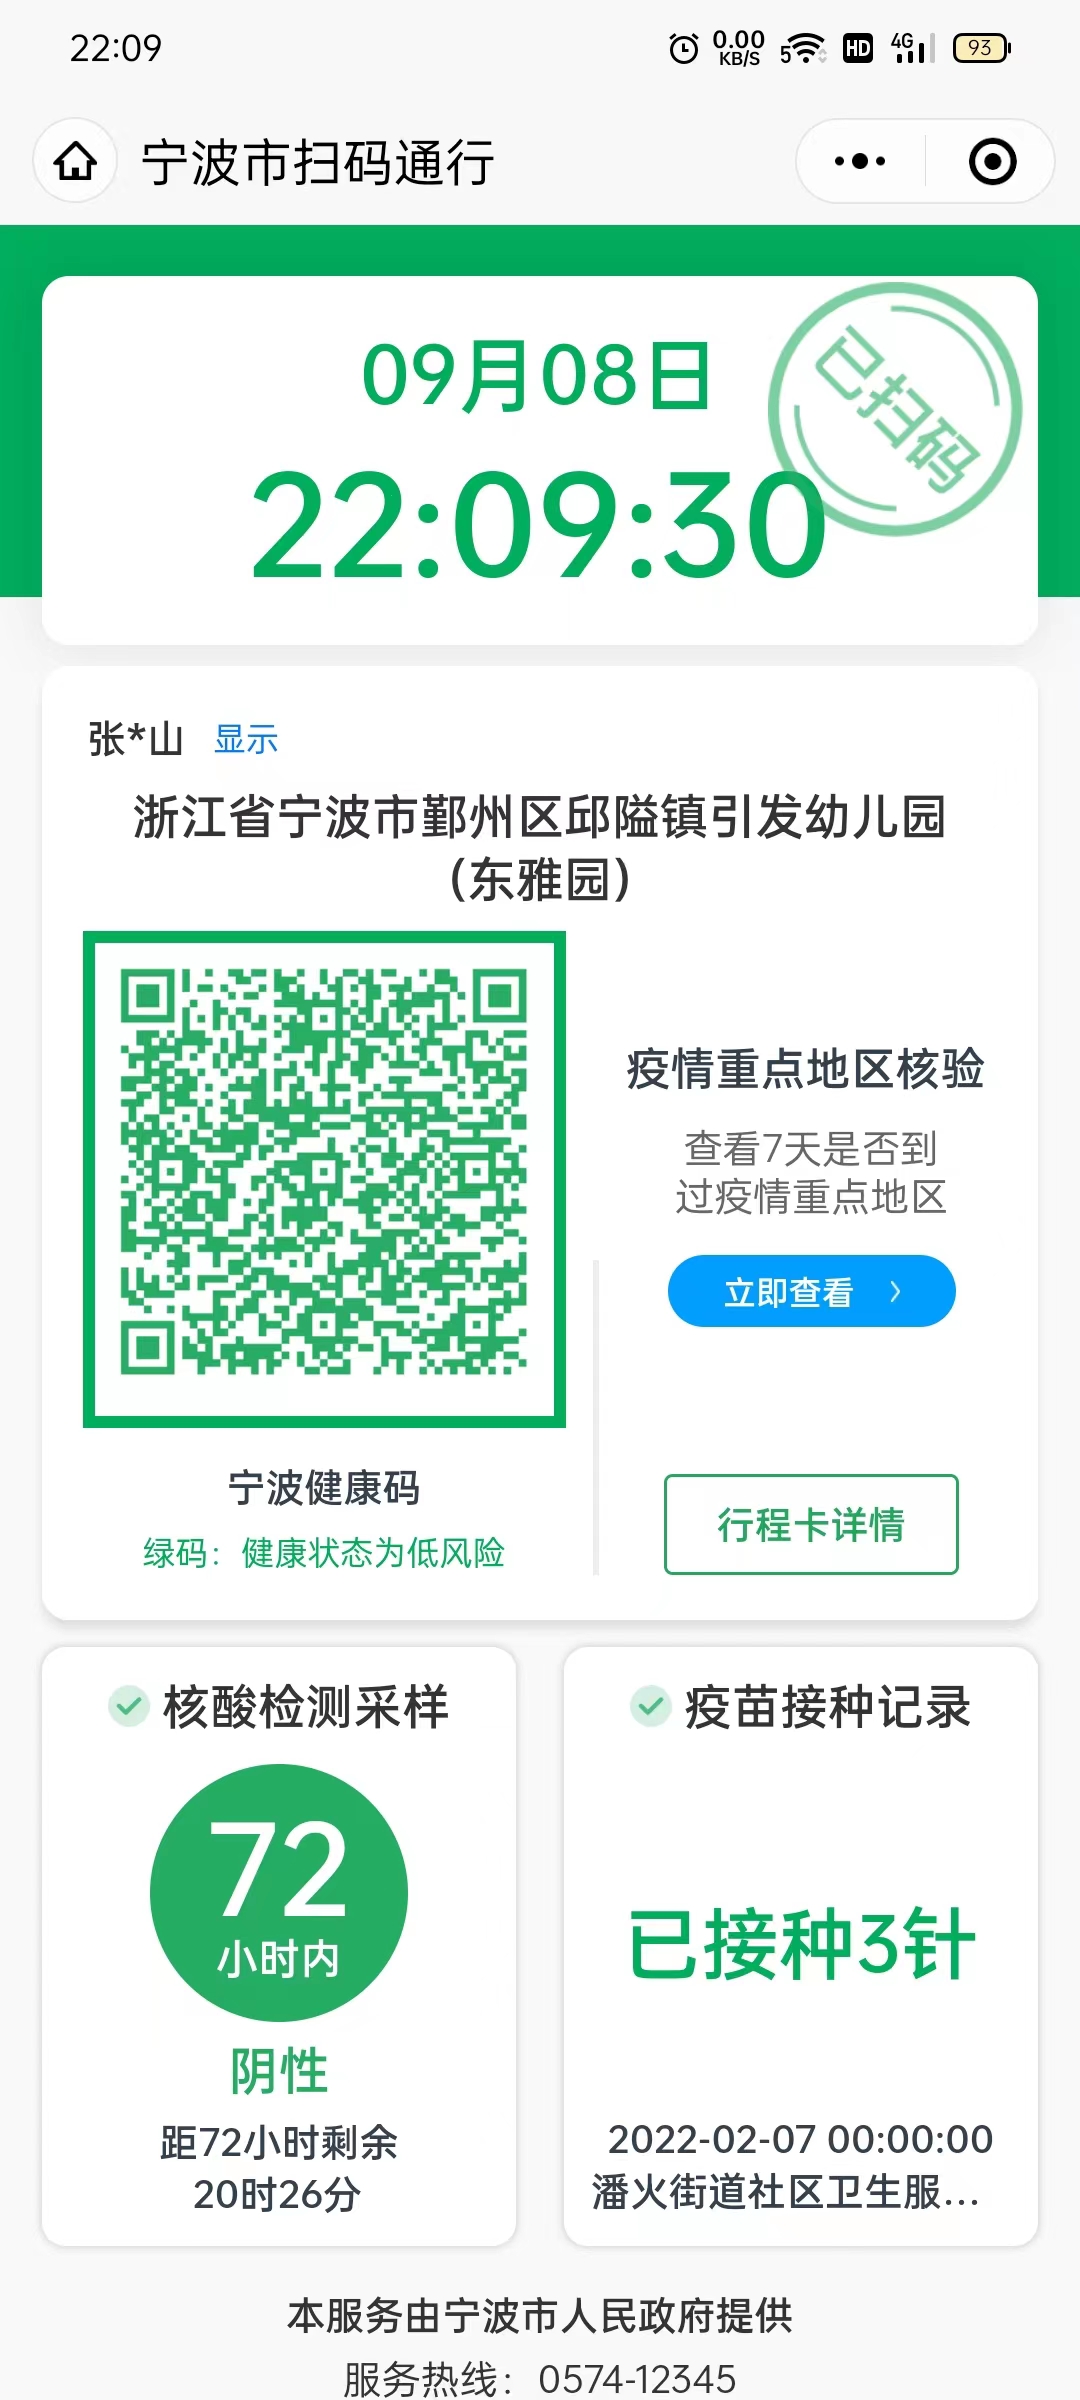 22:09
0.00
KB/S
5
HD
4G
93
宁波市扫码通行
09月08日
已扫码
22:09:30
张*山 显示
浙江省宁波市鄞州区邱隘镇引发幼儿园
(东雅园)
疫情重点地区核验
查看7天是否到
过疫情重点地区
立即查看
宁波健康码
绿码：健康状态为低风险
行程卡详情
核酸检测采样
72
小时内
阴性
距72小时剩余
20时26分
疫苗接种记录
已接种3针
2022-02-07 00:00:00
潘火街道社区卫生服...
本服务由宁波市人民政府提供
服务热线：0574-12345